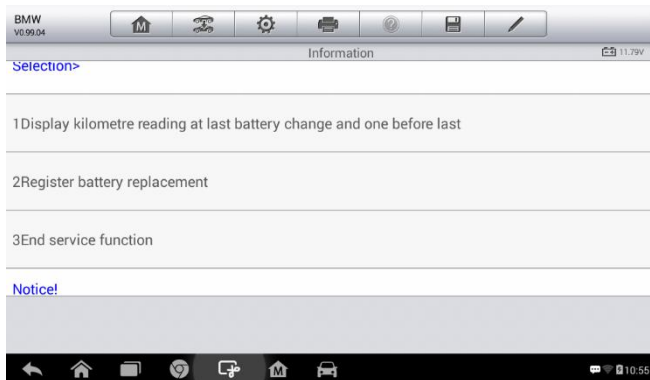 BMW
V0.99.04
Information
11.79V
Selection>
1Display kilometre reading at last battery change and one before last
2Register battery replacement
3End service function
Notice!
10:55